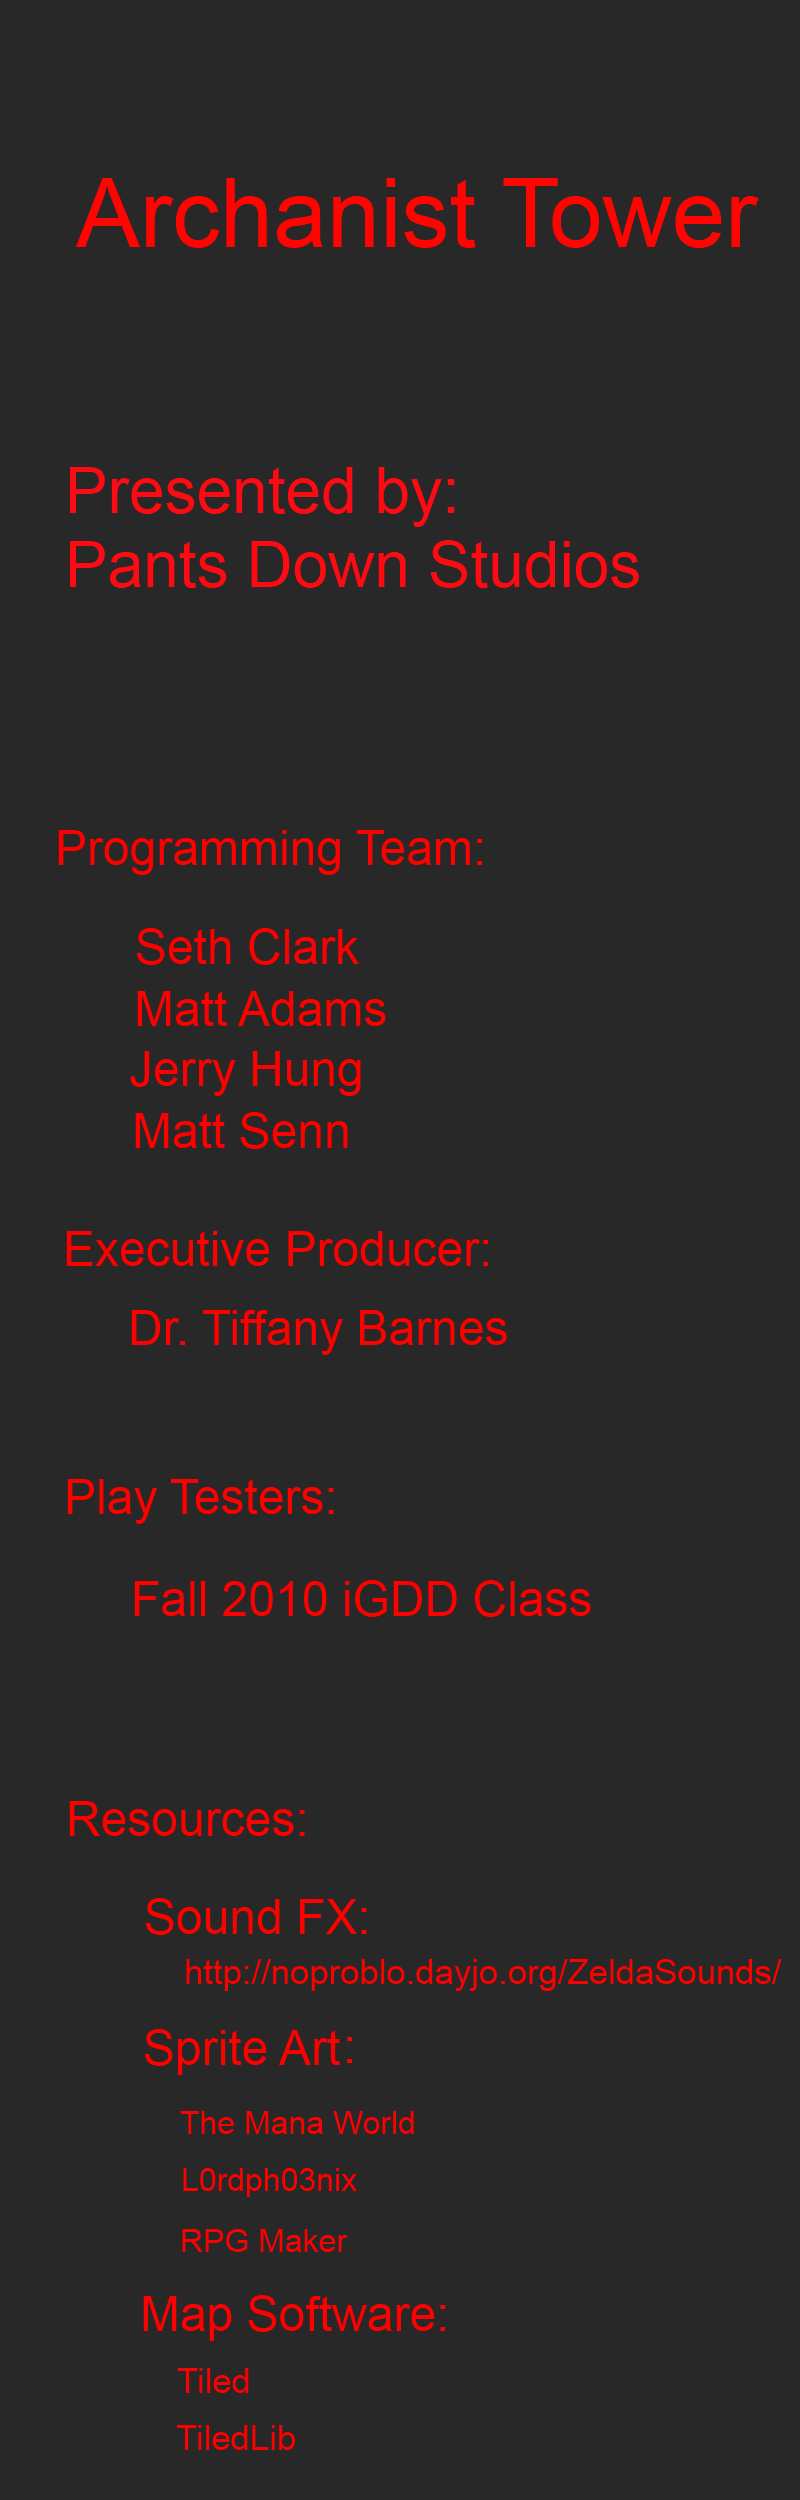 Archanist Tower
Presented by:
Pants Down Studios
Programming Team:
Seth Clark
Matt Adams
Jerry Hung
Matt Senn
Executive Producer:
Dr. Tiffany Barnes
Play Testers:
Fall 2010 iGDD Class
Resources:
Sound FX:
http://noproblo.dayjo.org/ZeldaSounds/
Sprite Art:
The Mana World
L0rdph03nix
RPG Maker
Map Software:
Tiled
TiledLib